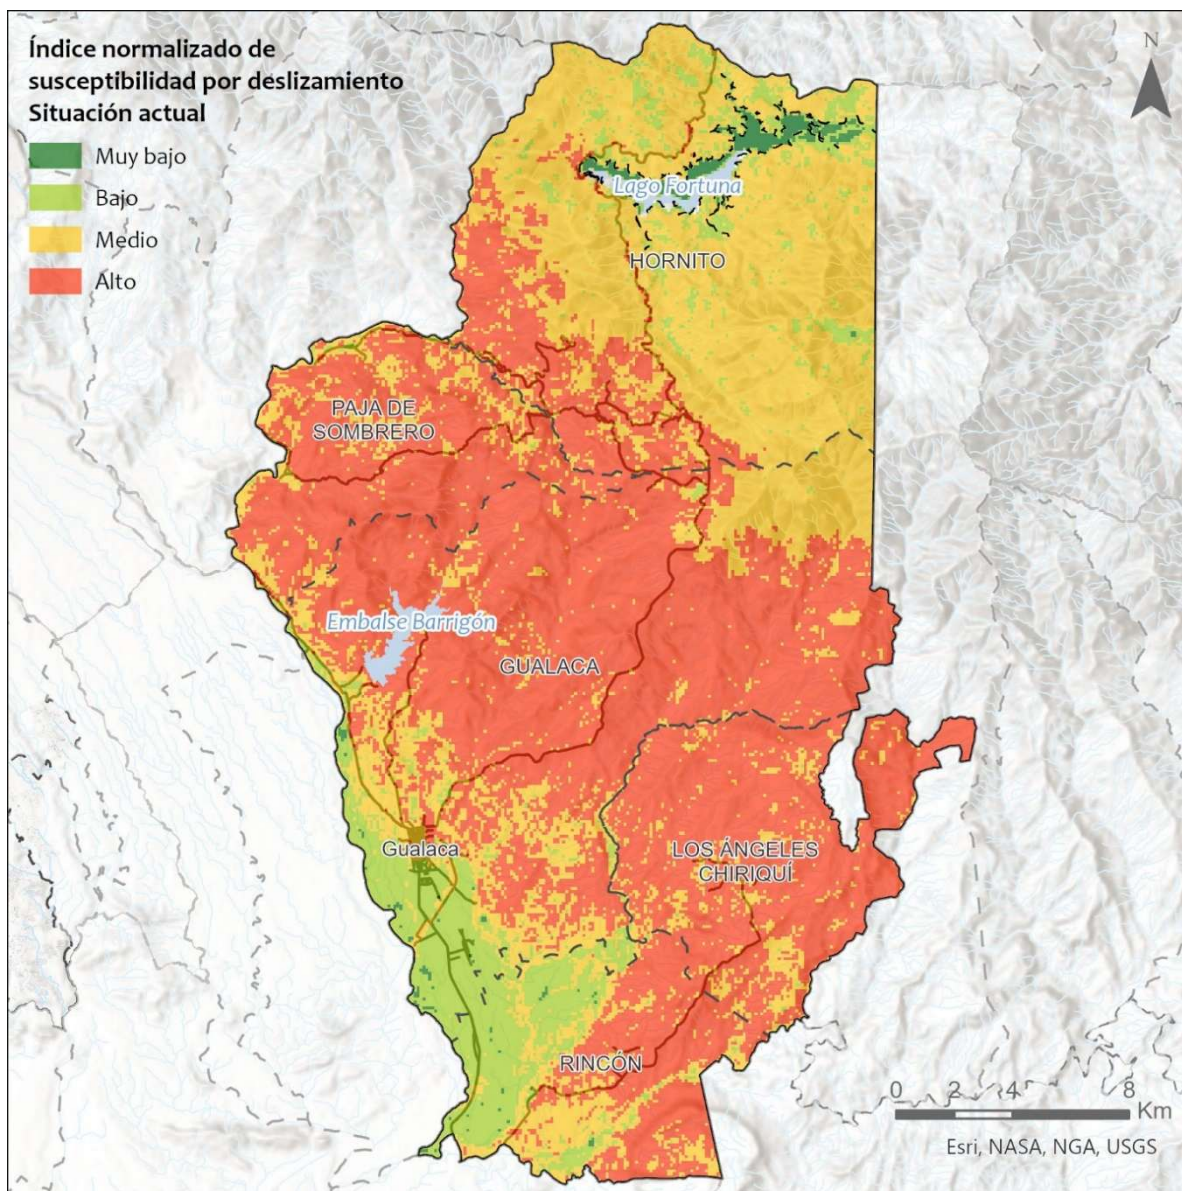 Índice normalizado de
susceptibilidad por deslizamiento
Situación actual
Muy bajo
Bajo
Medio
Alto
N
Lago Fortuna
HORNITO
PAJA DE
SOMBRERO
Embalse Barrigón
GUALACA
Gualaca
LOS ÁNGELES
CHIRIQUÍ
RINCÓN
0 2 4 8
Km
Esri, NASA, NGA, USGS